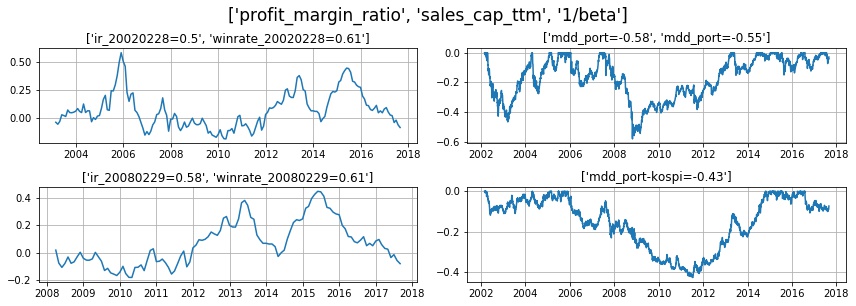 ['profit_margin_ratio', 'sales_cap_ttm', '1/beta']
['ir_20020228=0.5', 'winrate_20020228=0.61']
0.50
0.25
0.00
2004 2006 2008 2010 2012 2014 2016 2018
['mdd_port=-0.58', 'mdd_port=-0.55']
0.0
−0.2
−0.4
−0.6
2002 2004 2006 2008 2010 2012 2014 2016 2018
['ir_20080229=0.58', 'winrate_20080229=0.61']
0.4
0.2
0.0
−0.2
2008 2009 2010 2011 2012 2013 2014 2015 2016 2017 2018
['mdd_port-kospi=-0.43']
0.0
−0.2
−0.4
2002 2004 2006 2008 2010 2012 2014 2016 2018